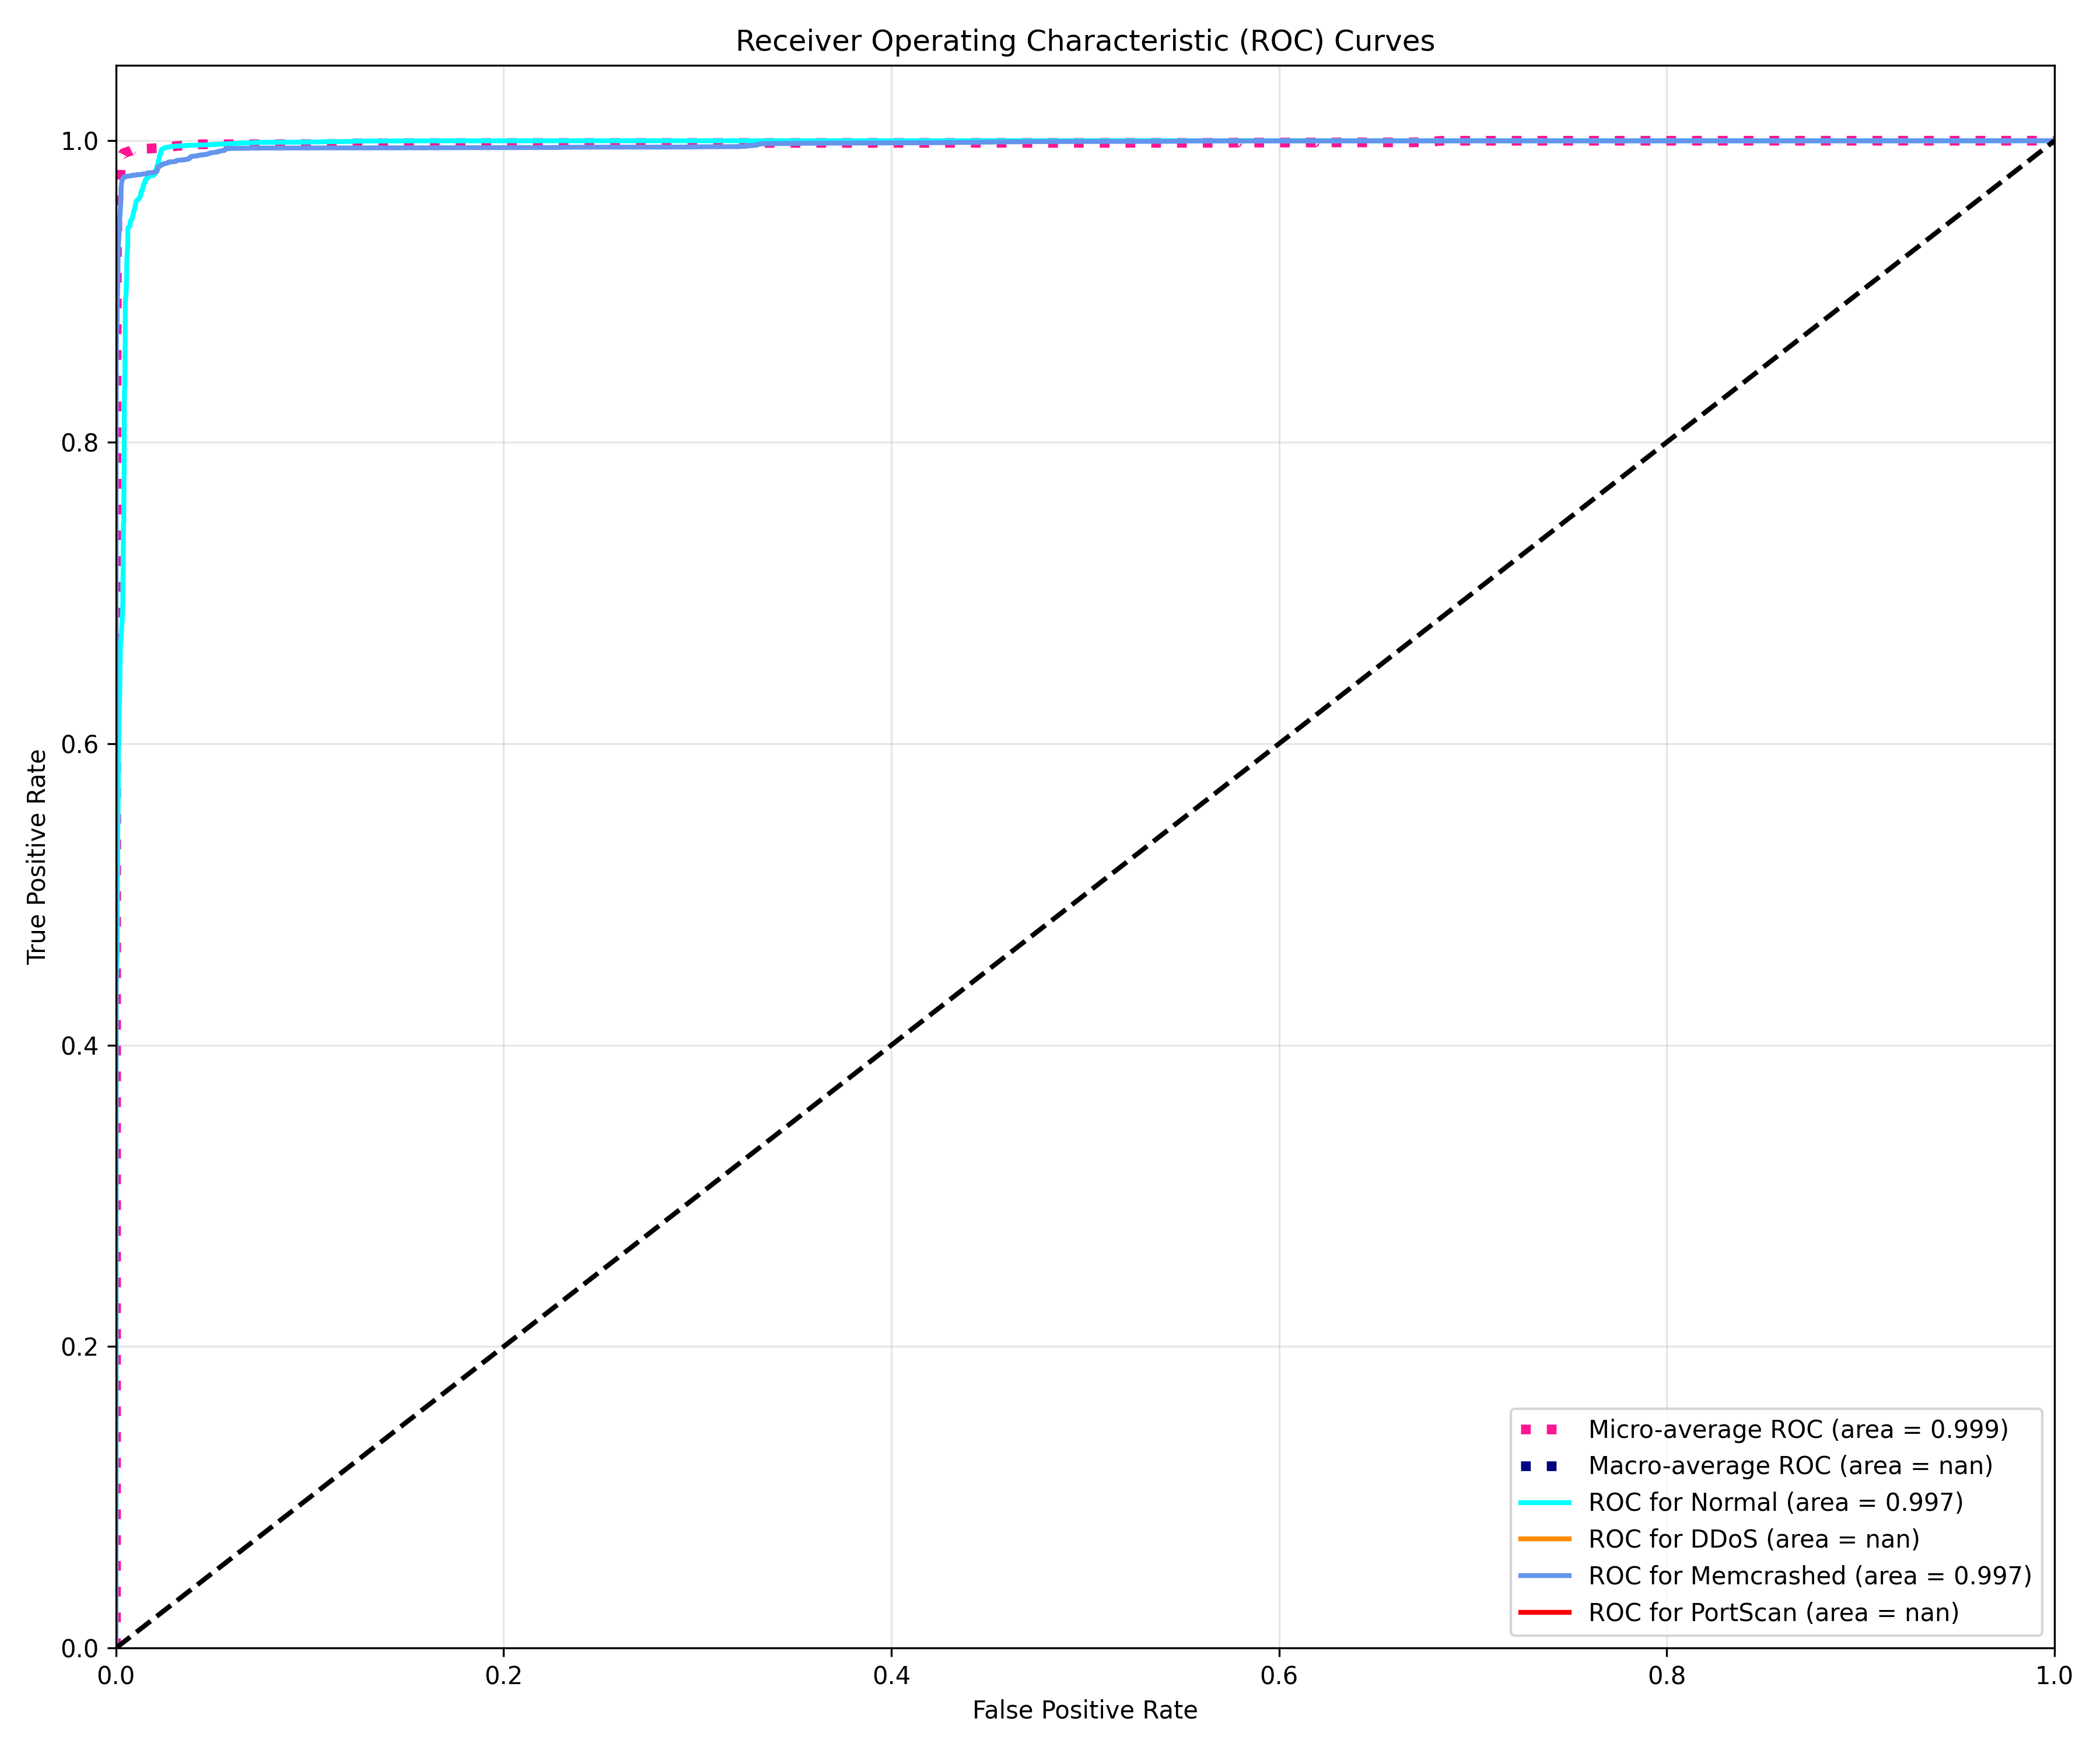 Receiver Operating Characteristic (ROC) Curves
1.0
0.8
0.6
0.4
0.2
0.0
True Positive Rate
0.0 0.2 0.4 0.6 0.8 1.0
False Positive Rate
Micro-average ROC (area = 0.999)
Macro-average ROC (area = nan)
ROC for Normal (area = 0.997)
ROC for DDoS (area = nan)
ROC for Memcrashed (area = 0.997)
ROC for PortScan (area = nan)